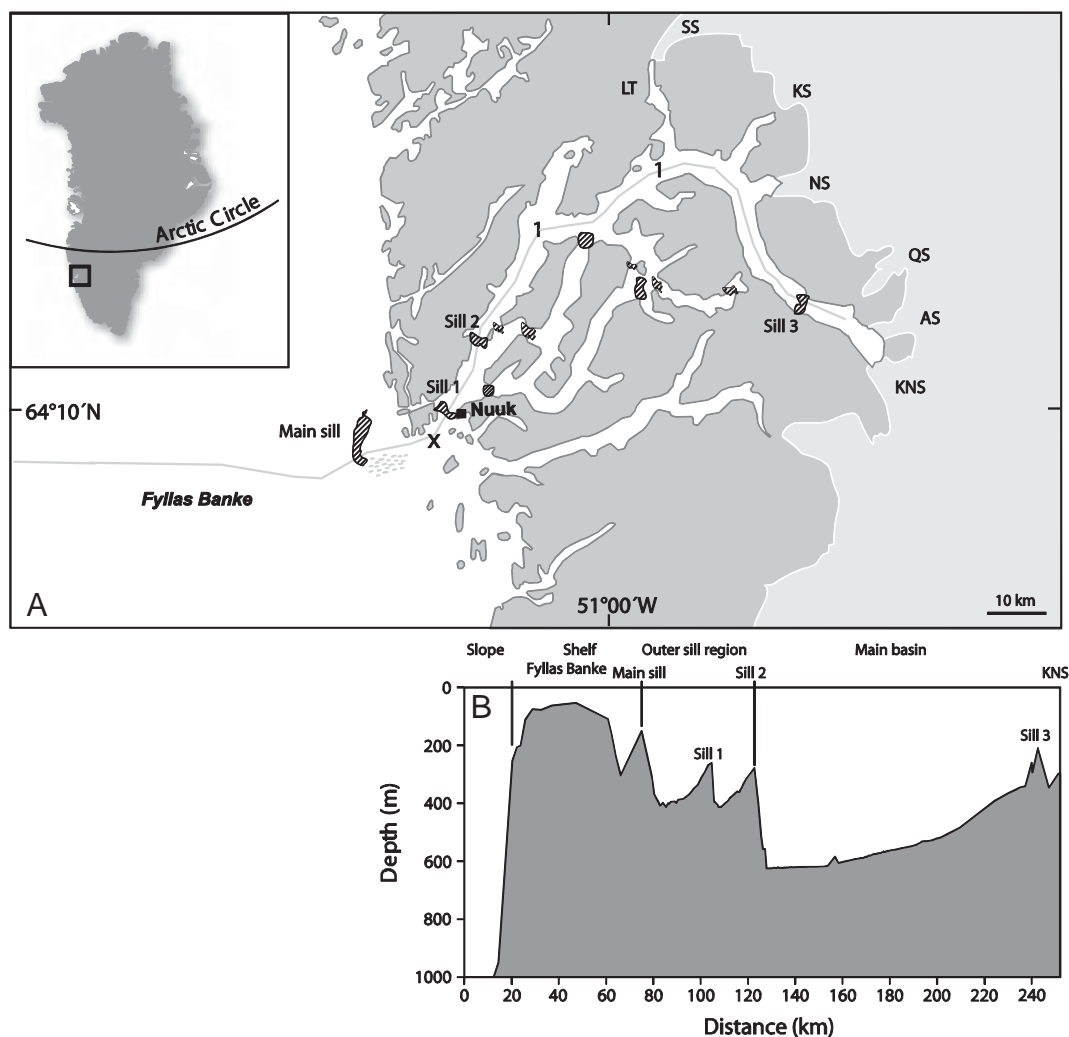 SS
LT
KS
1
NS
Arctic Circle
1
QS
Sill 2
AS
Sill 3
Sill 1
KNS
64°10´N
Nuuk
Main sill
X
Fyllas Banke
A
51°00´W
10 km
Slope
Shelf
Outer sill region
Main basin
Fyllas Banke
Main sill
Sill 2
KNS
B
0
200
400
600
800
1000
Depth (m)
Sill 1
Sill 3
0 20 40 60 80 100 120 140 160 180 200 220 240
Distance (km)